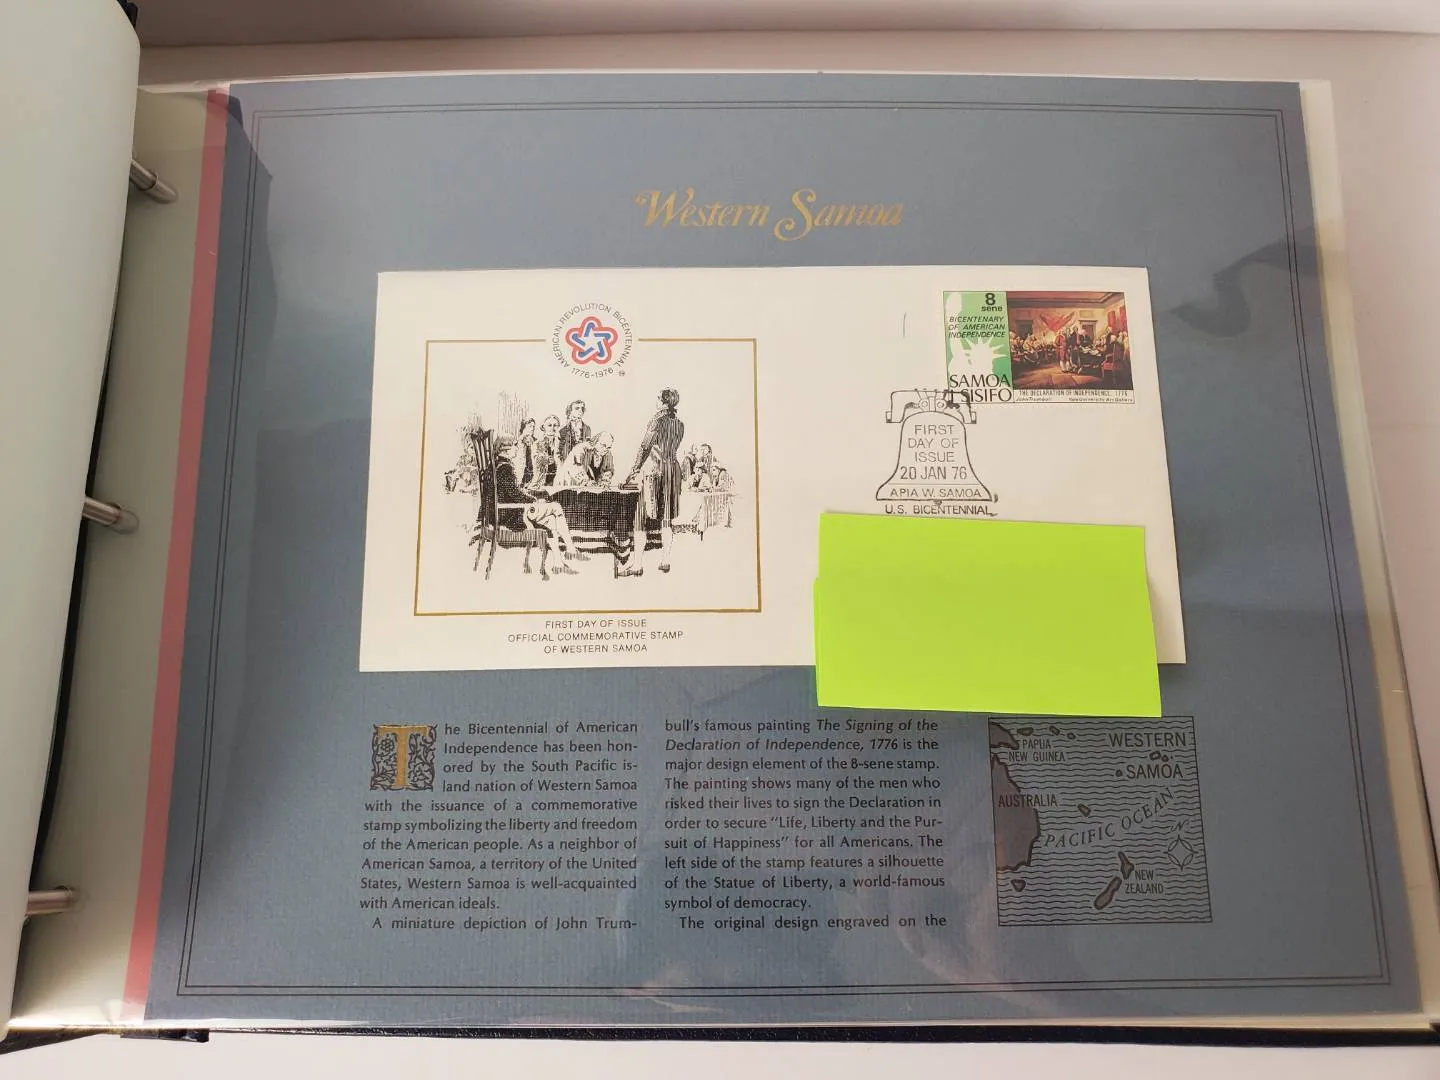 Western Samoa
AMERICAN REVOLUTION BICENTENNIAL
1776-1976
8
sene
BICENTENARY
OF AMERICAN
INDEPENDENCE
SAMOA
I SISIFO
THE DECLARATION OF INDEPENDENCE, 1776
John Trumbull Yale University Art Gallery
FIRST
DAY OF
ISSUE
20 JAN 76
APIA W. SAMOA
U.S. BICENTENNIAL
FIRST DAY OF ISSUE
OFFICIAL COMMEMORATIVE STAMP
OF WESTERN SAMOA
The Bicentennial of American
Independence has been hon-
ored by the South Pacific is-
land nation of Western Samoa
with the issuance of a commemorative
stamp symbolizing the liberty and freedom
of the American people. As a neighbor of
American Samoa, a territory of the United
States, Western Samoa is well-acquainted
with American ideals.
A miniature depiction of John Trum-
bull's famous painting The Signing of the
Declaration of Independence, 1776 is the
major design element of the 8-sene stamp.
The painting shows many of the men who
risked their lives to sign the Declaration in
order to secure "Life, Liberty and the Pur-
suit of Happiness" for all Americans. The
left side of the stamp features a silhouette
of the Statue of Liberty, a world-famous
symbol of democracy.
The original design engraved on the
PAPUA
NEW GUINEA
WESTERN
SAMOA
AUSTRALIA
PACIFIC OCEAN
N
NEW
ZEALAND